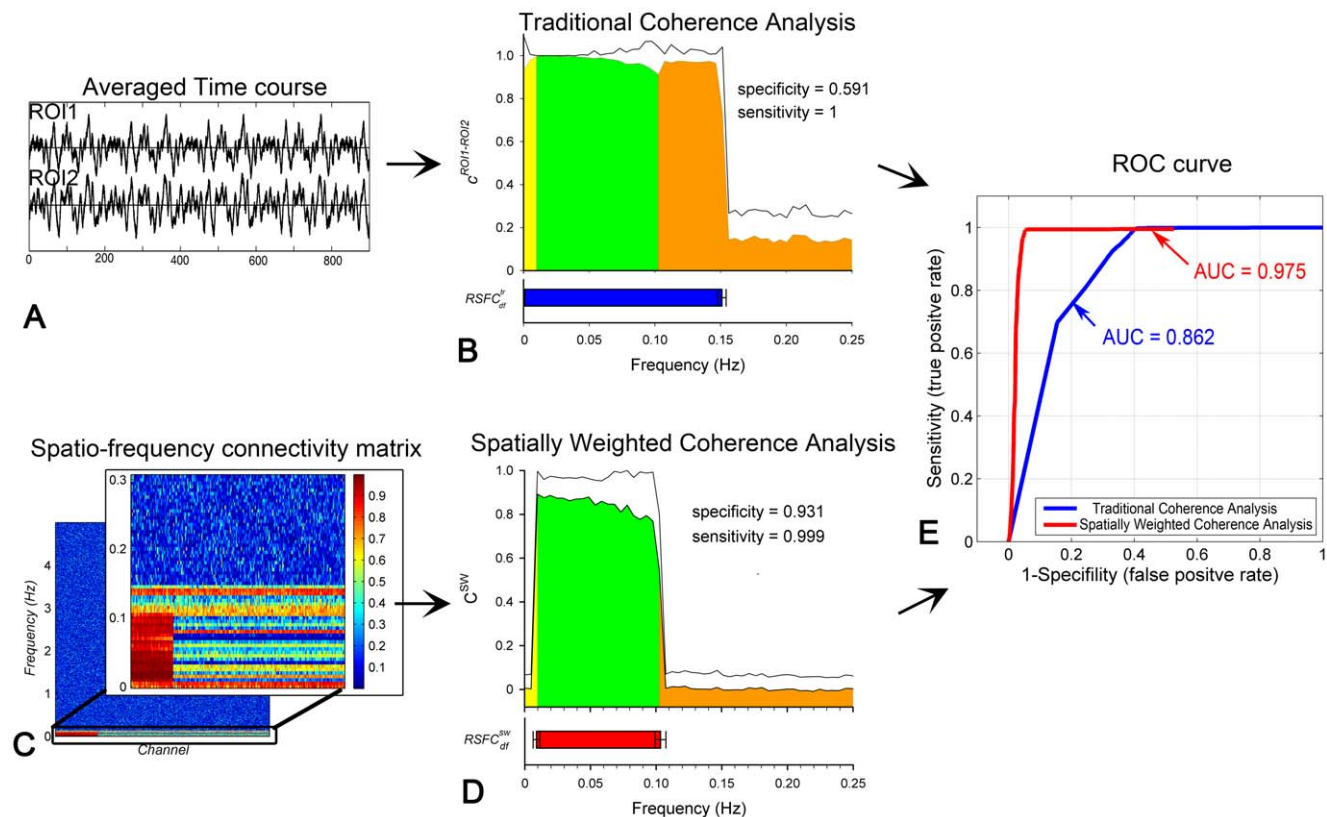 Averaged Time course
ROI1
ROI2
0 200 400 600 800
A
Traditional Coherence Analysis
1.0
0.8
0.6
0.4
0.2
0
C^ROI1-ROI2
specificity = 0.591
sensitivity = 1
RSFC^tr_df
0 0.05 0.10 0.15 0.20 0.25
Frequency (Hz)
B
Spatio-frequency connectivity matrix
4
3
2
1
0
Frequency (Hz)
0.3
0.2
0.1
0
0.9
0.8
0.7
0.6
0.5
0.4
0.3
0.2
0.1
Channel
C
Spatially Weighted Coherence Analysis
1.0
0.8
0.6
0.4
0.2
0
C^SW
specificity = 0.931
sensitivity = 0.999
RSFC^sw_df
0 0.05 0.10 0.15 0.20 0.25
Frequency (Hz)
D
ROC curve
1
0.8
0.6
0.4
0.2
0
Sensitivity (true positve rate)
AUC = 0.975
AUC = 0.862
Traditional Coherence Analysis
Spatially Weighted Coherence Analysis
0 0.2 0.4 0.6 0.8 1
1-Specifility (false positve rate)
E